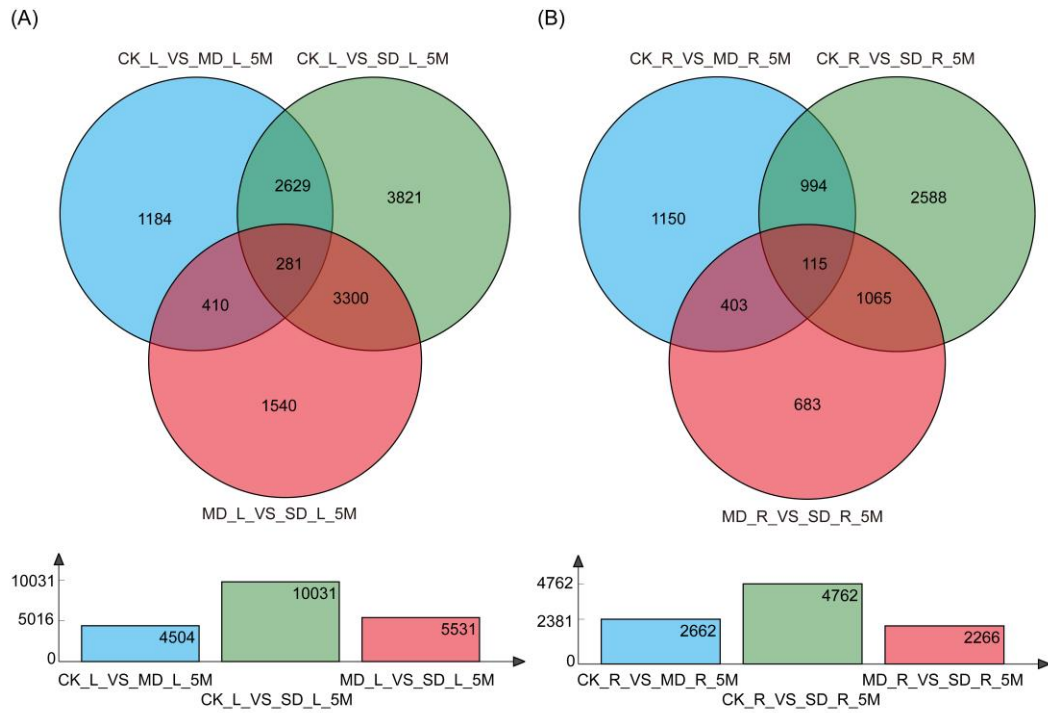 (A)
(B)
CK_L_VS_MD_L_5M
CK_L_VS_SD_L_5M
2629
3821
1184
281
410
3300
1540
MD_L_VS_SD_L_5M
10031
5016
0
4504
10031
5531
CK_L_VS_MD_L_5M
CK_L_VS_SD_L_5M
MD_L_VS_SD_L_5M
CK_R_VS_MD_R_5M
CK_R_VS_SD_R_5M
994
2588
1150
115
403
1065
683
MD_R_VS_SD_R_5M
4762
2381
0
2662
4762
2266
CK_R_VS_MD_R_5M
CK_R_VS_SD_R_5M
MD_R_VS_SD_R_5M